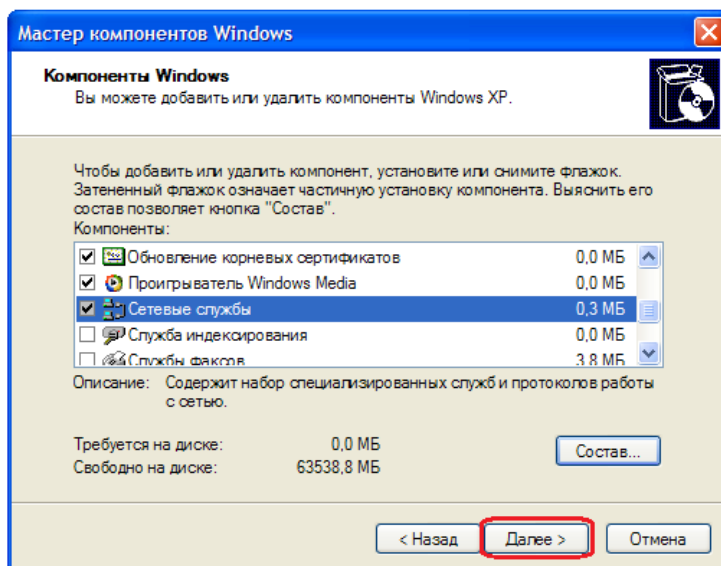 Мастер компонентов Windows
Компоненты Windows
Вы можете добавить или удалить компоненты Windows XP.
Чтобы добавить или удалить компонент, установите или снимите флажок.
Затененный флажок означает частичную установку компонента. Выяснить его
состав позволяет кнопка "Состав".
Компоненты:
Обновление корневых сертификатов 0,0 МБ
Проигрыватель Windows Media 0,0 МБ
Сетевые службы 0,3 МБ
Служба индексирования 0,0 МБ
Службы факсов 3,8 МБ
Описание: Содержит набор специализированных служб и протоколов работы
с сетью.
Требуется на диске: 0,0 МБ
Свободно на диске: 63538,8 МБ
Состав...
< Назад Далее > Отмена